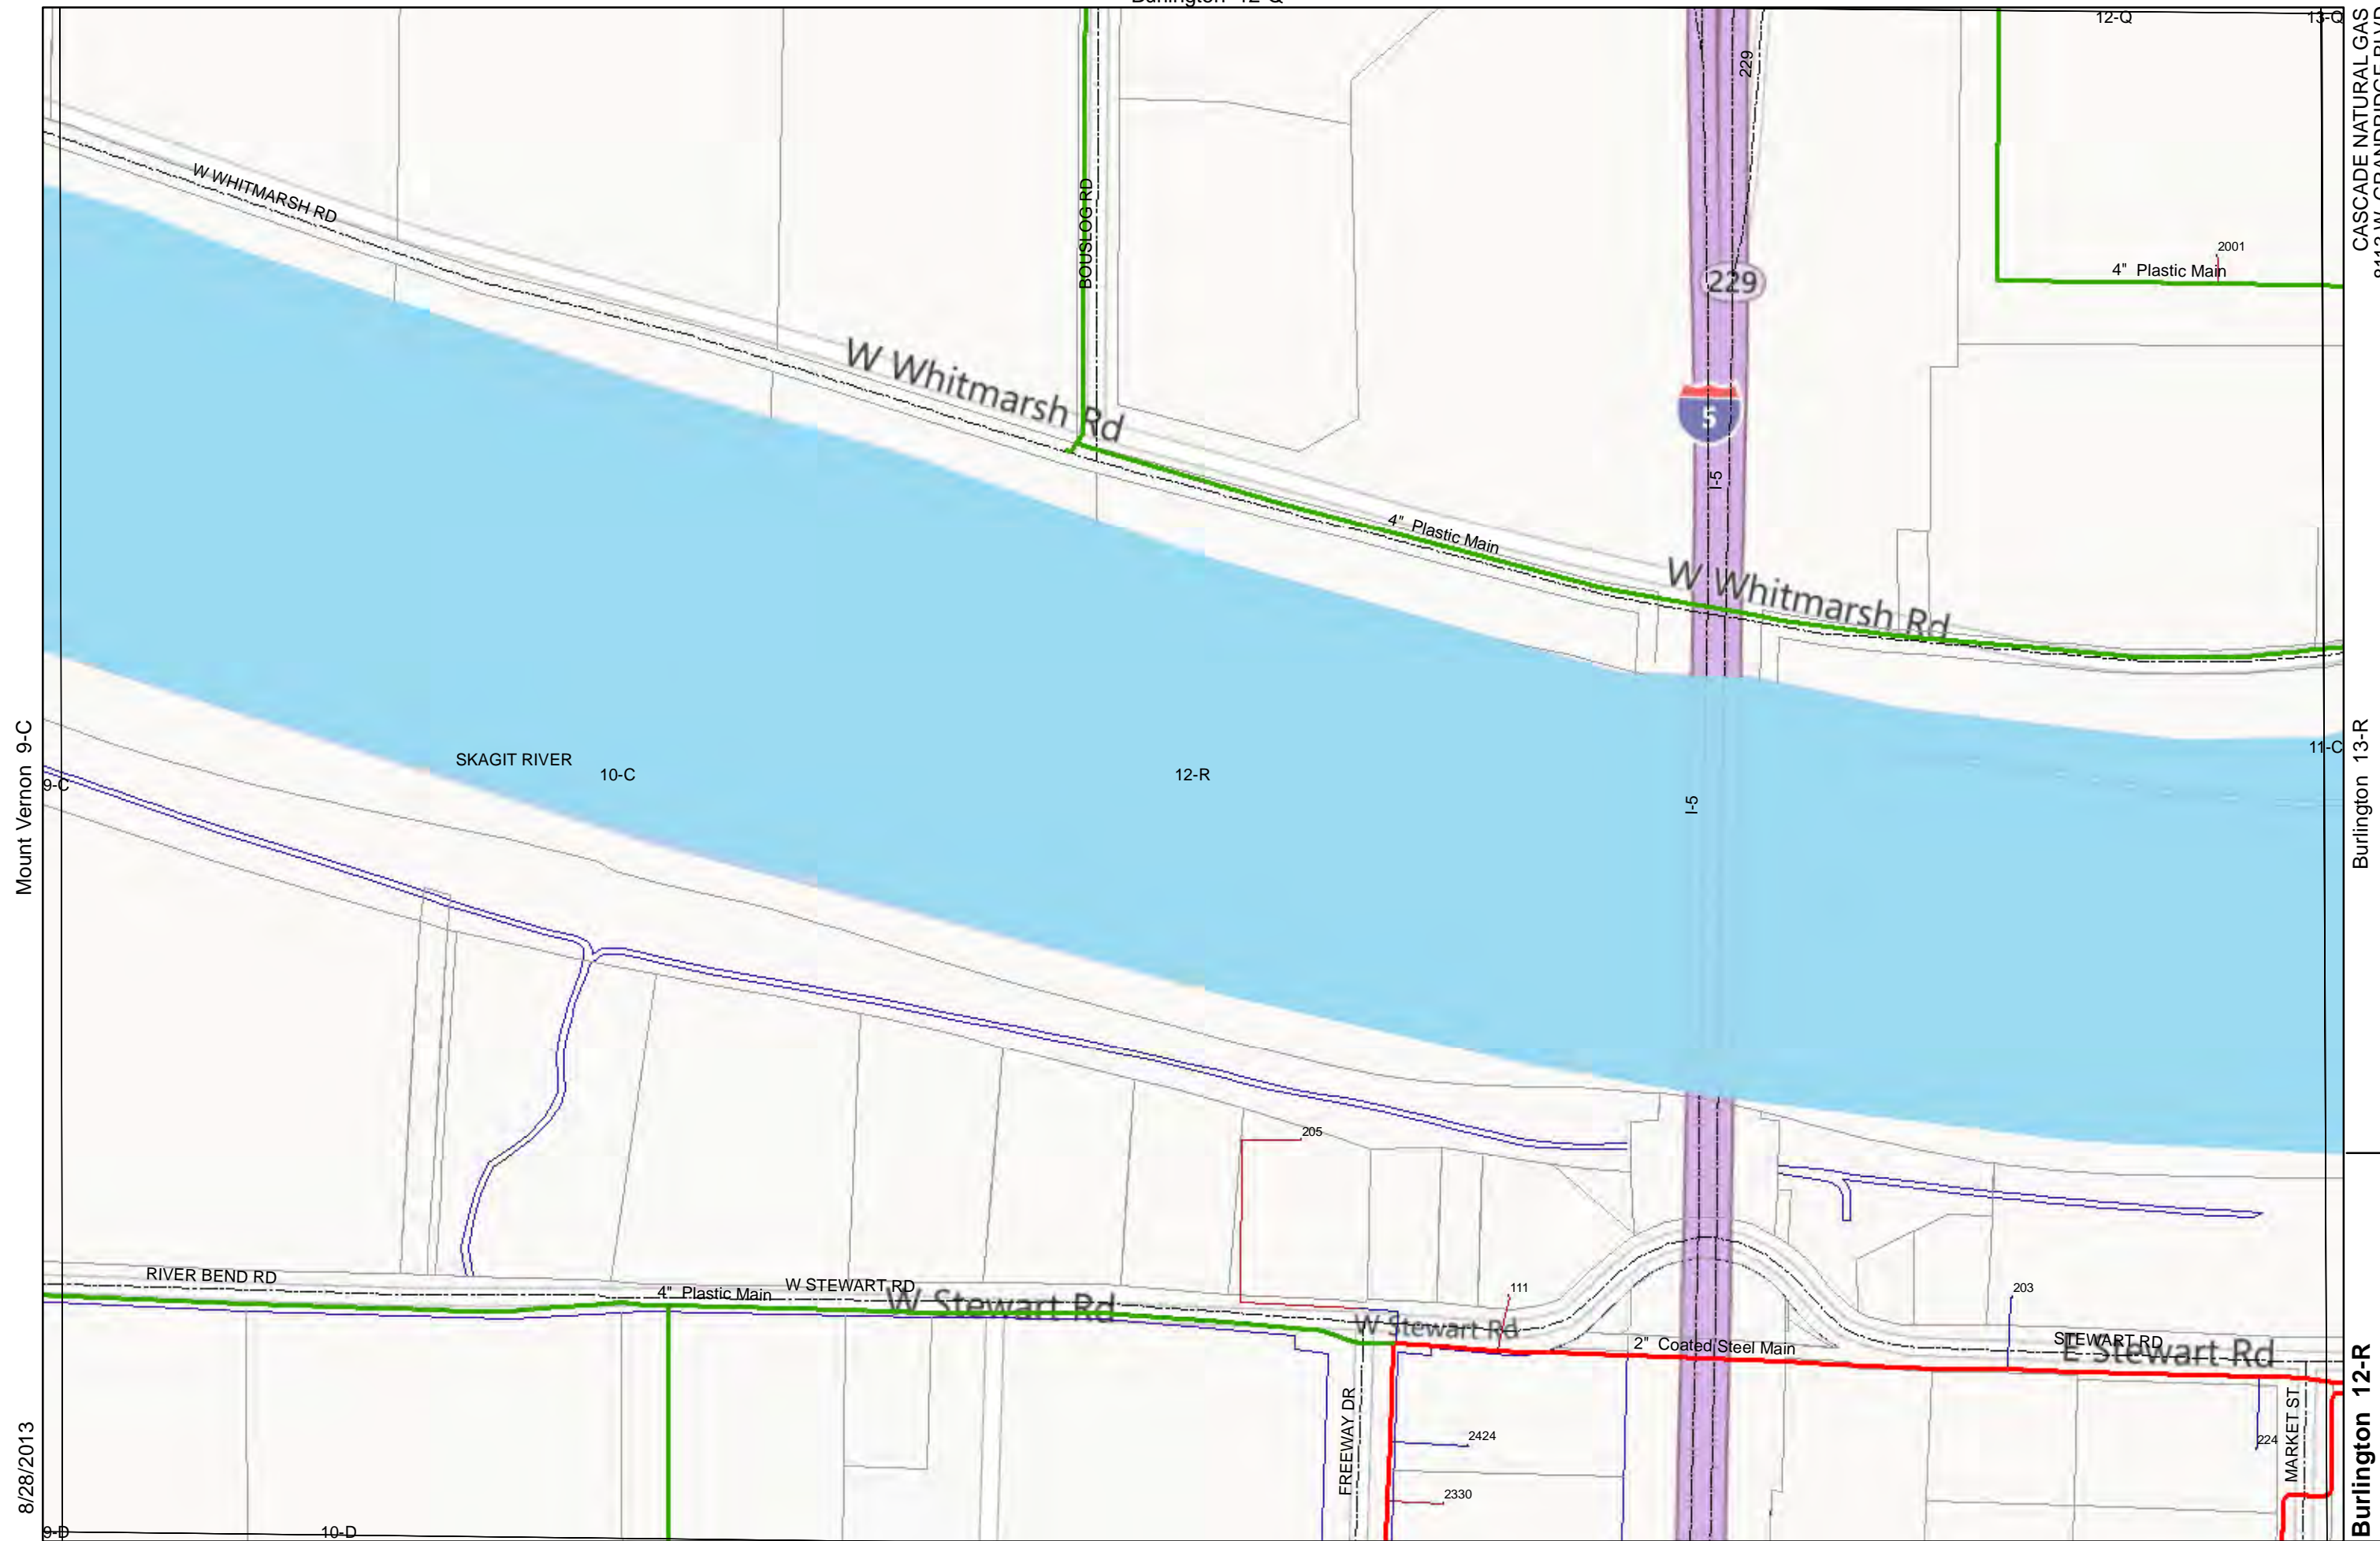 Burlington 12-Q
12-Q
13-Q
CASCADE NATURAL GAS
8113 W. GRANDRIDGE BLVD
229
W WHITMARSH RD
BOUSLOG RD
2001
4" Plastic Main
229
W Whitmarsh Rd
5
I-5
4" Plastic Main
W Whitmarsh Rd
Mount Vernon 9-C
9-C
SKAGIT RIVER
10-C
12-R
I-5
11-C
Burlington 13-R
205
RIVER BEND RD
4" Plastic Main
W STEWART RD
W Stewart Rd
111
W Stewart Rd
2" Coated Steel Main
203
STEWART RD
E Stewart Rd
FREEWAY DR
2424
2330
224
MARKET ST
8/28/2013
9-D
10-D
Burlington 12-R